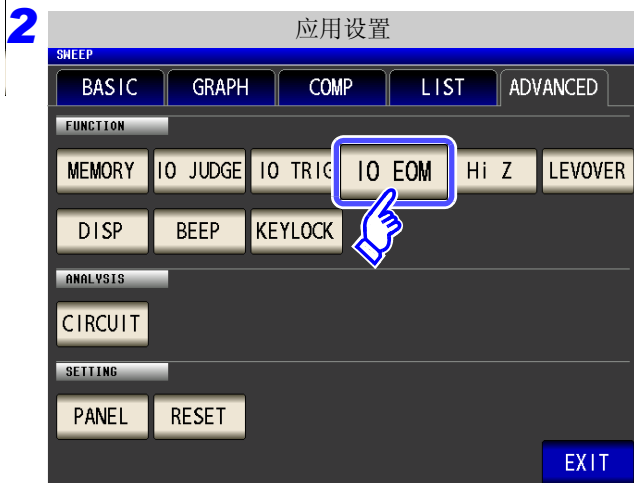 2
应用设置
SWEEP
BASIC GRAPH COMP LIST ADVANCED
FUNCTION
MEMORY IO JUDGE IO TRIG IO EOM Hi Z LEVOVER
DISP BEEP KEYLOCK
ANALYSIS
CIRCUIT
SETTING
PANEL RESET
EXIT